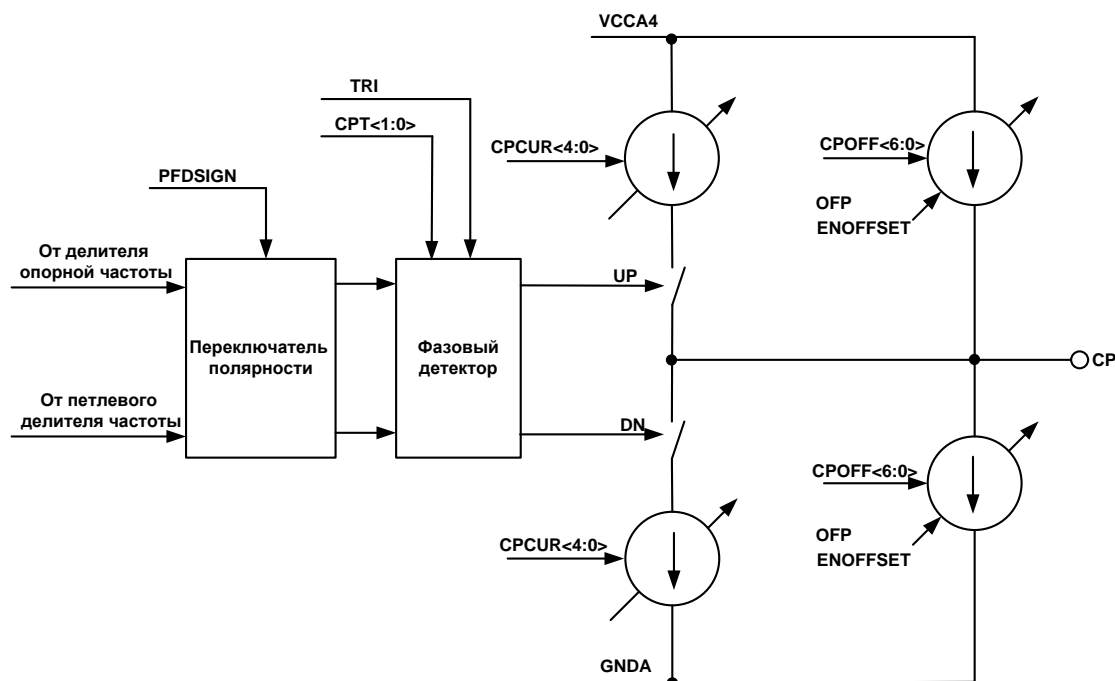 VCCA4
TRI
CPT<1:0>
CPCUR<4:0>
CPOFF<6:0>
PFDSIGN
OFP
ENOFFSET
От делителя
опорной частоты
UP
Переключатель
полярности
Фазовый
детектор
CP
От петлевого
делителя частоты
DN
CPOFF<6:0>
CPCUR<4:0>
OFP
ENOFFSET
GNDA